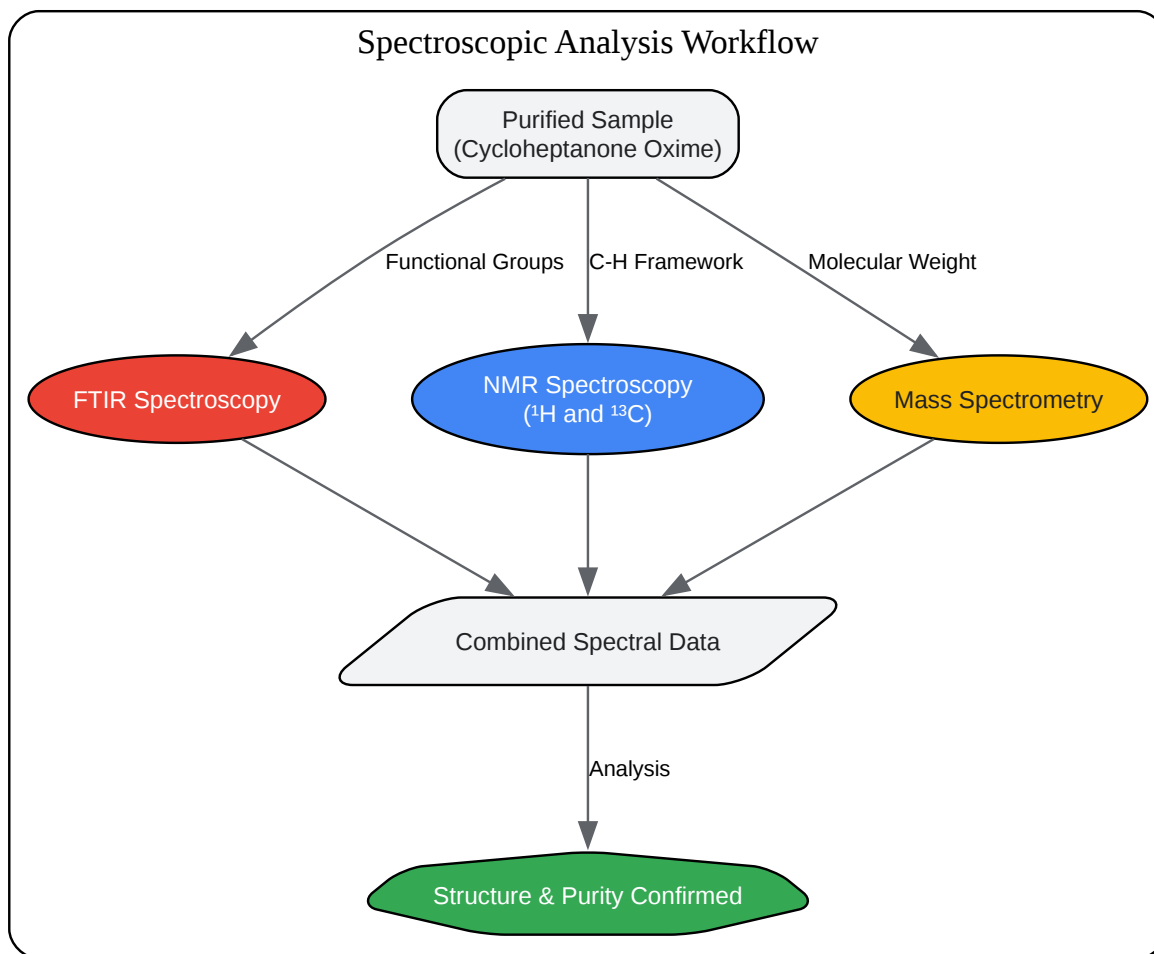 Spectroscopic Analysis Workflow
Purified Sample
(Cycloheptanone Oxime)
Functional Groups
C-H Framework
Molecular Weight
FTIR Spectroscopy
NMR Spectroscopy
(¹H and ¹³C)
Mass Spectrometry
Combined Spectral Data
Analysis
Structure & Purity Confirmed